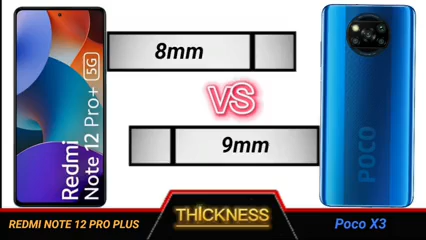 Redmi
Note 12 Pro+ 5G
8mm
VS
9mm
POCO
REDMI NOTE 12 PRO PLUS
THICKNESS
Poco X3